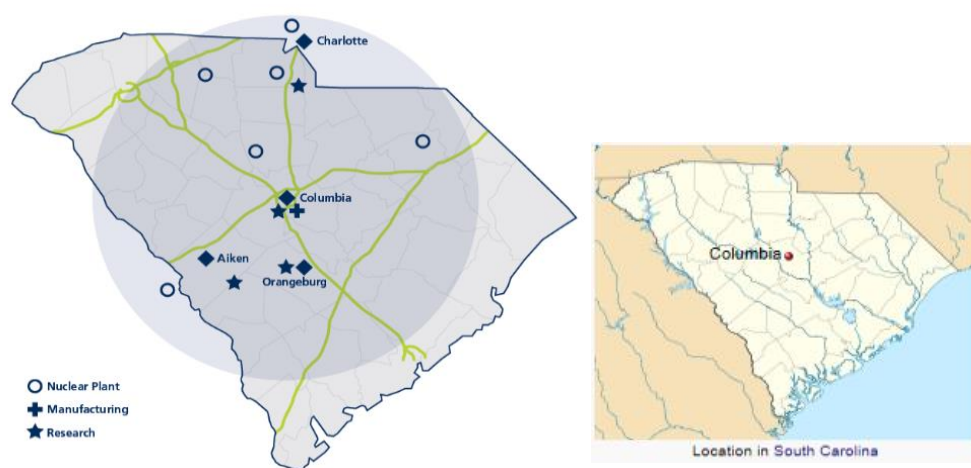 Charlotte
Columbia
Aiken
Orangeburg
Nuclear Plant
Manufacturing
Research
Columbia
Location in South Carolina